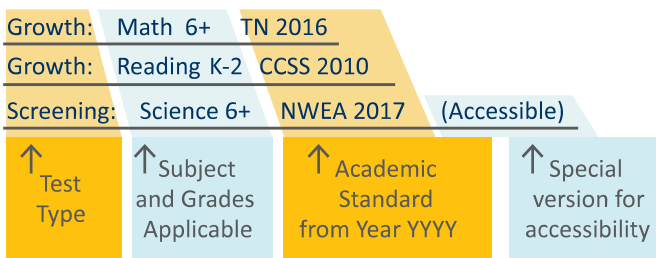 Growth: Math 6+ TN 2016
Growth: Reading K-2 CCSS 2010
Screening: Science 6+ NWEA 2017 (Accessible)
Test
Type
Subject
and Grades
Applicable
Academic
Standard
from Year YYYY
Special
version for
accessibility